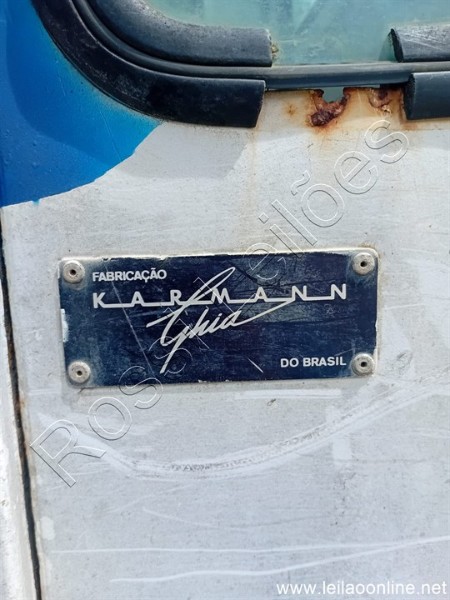 FABRICAÇÃO
KARMANN
Ghia
DO BRASIL
Rossi Leilões
www.leilaoonline.net